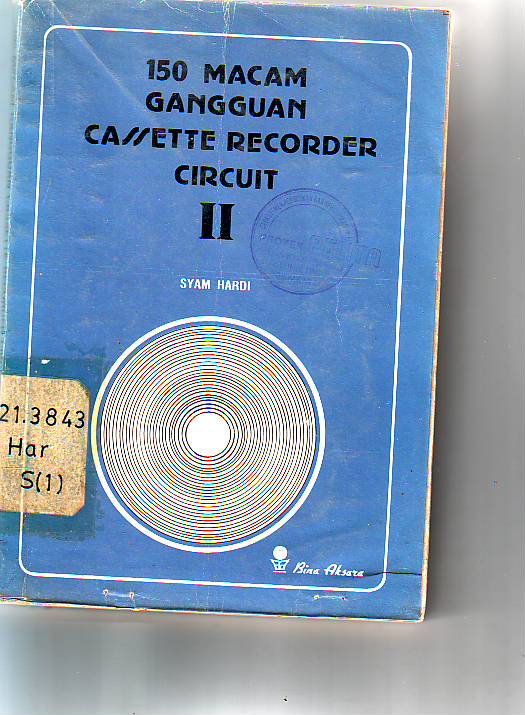 150 MACAM
GANGGUAN
CASSETTE RECORDER
CIRCUIT
II
SYAM HARDI
21.3843
Har
S(1)
Bina Aksara